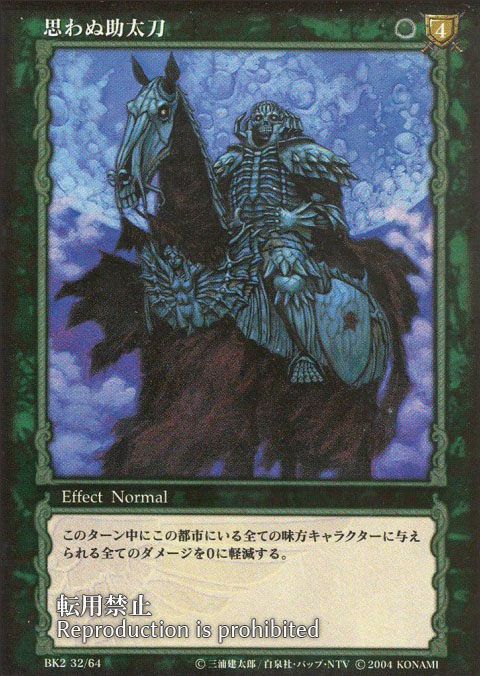 思わぬ助太刀
4
Effect Normal
このターン中にこの都市にいる全ての味方キャラクターに与え
られる全てのダメージを0に軽減する。
転用禁止
Reproduction is prohibited
BK2 32/64
©三浦建太郎/白泉社・バップ・NTV ©2004 KONAMI